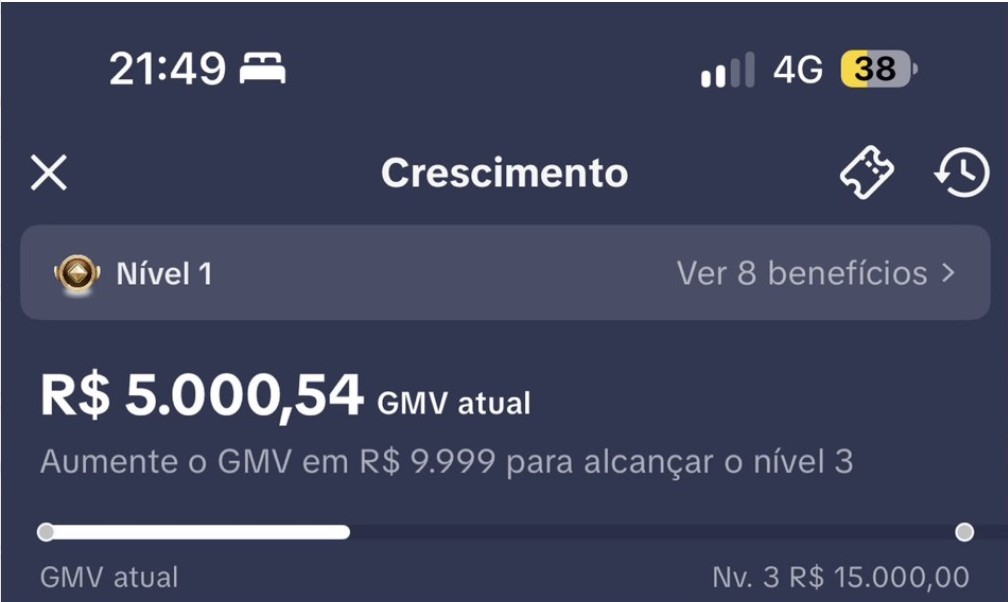 21:49 4G 38
Crescimento
Nível 1 Ver 8 benefícios >
R$ 5.000,54 GMV atual
Aumente o GMV em R$ 9.999 para alcançar o nível 3
GMV atual Nv. 3 R$ 15.000,00